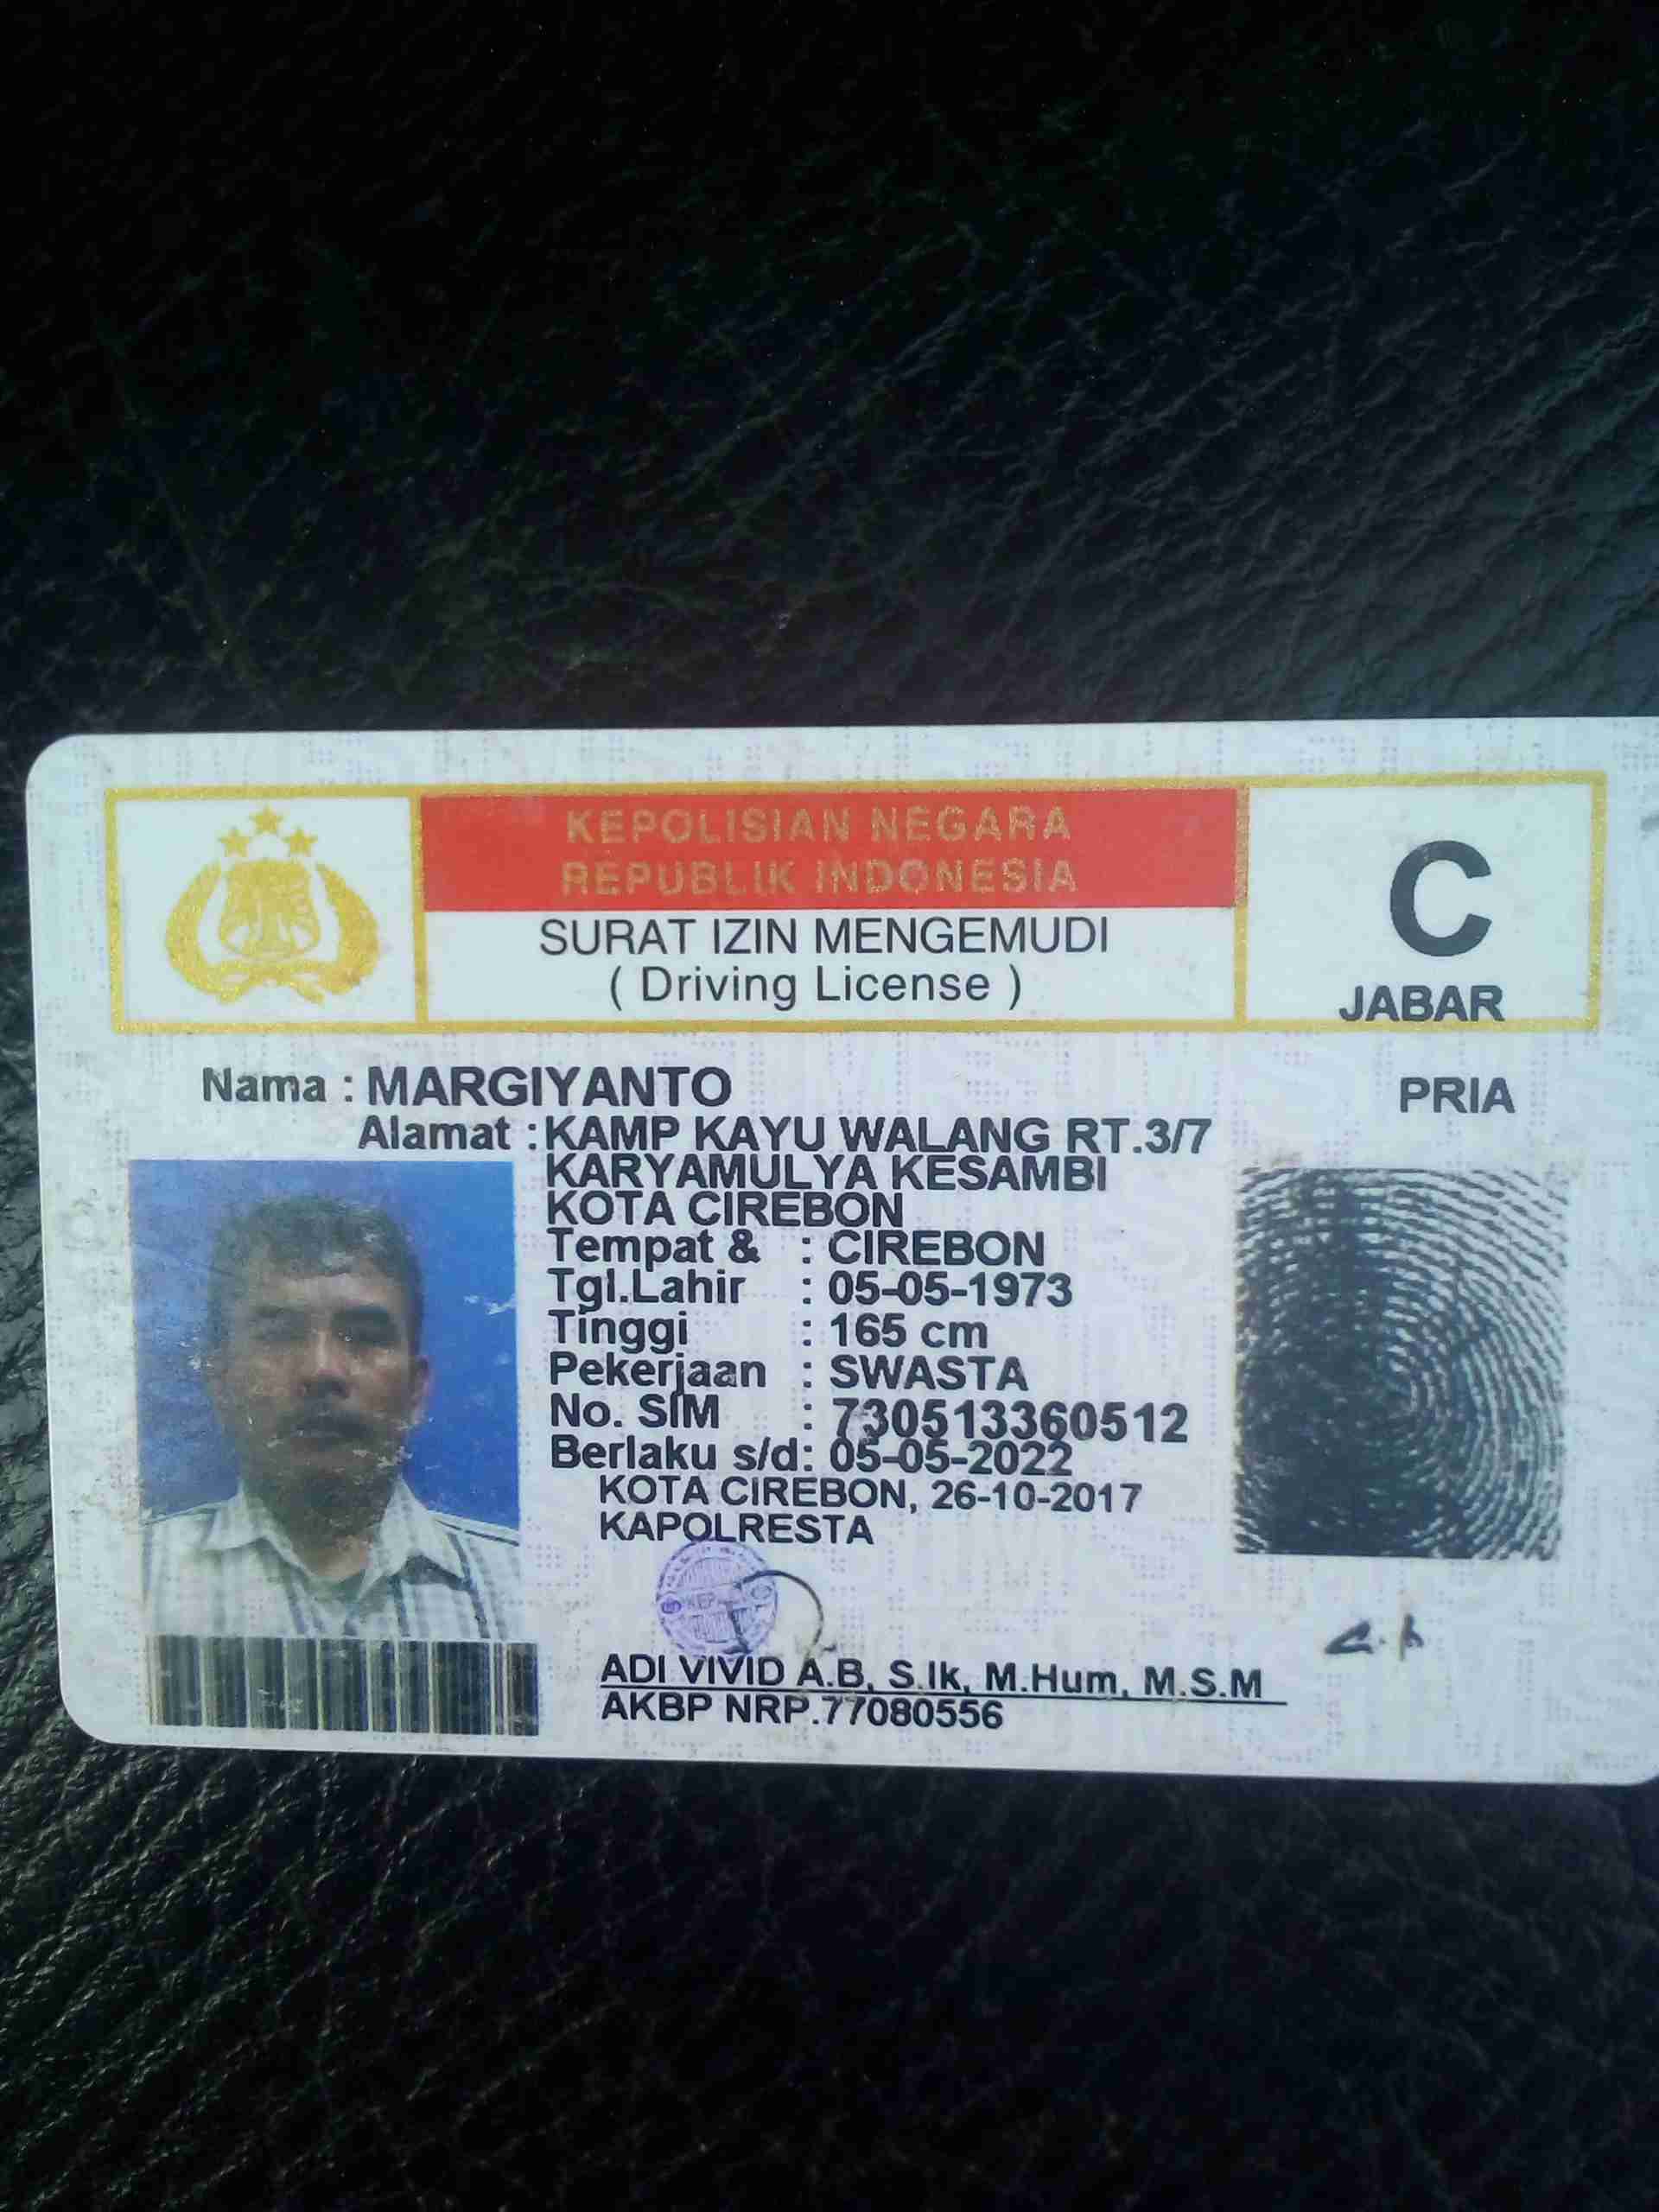 KEPOLISIAN NEGARA
REPUBLIK INDONESIA
SURAT IZIN MENGEMUDI
( Driving License )
C
JABAR
Nama : MARGIYANTO
PRIA
Alamat : KAMP KAYU WALANG RT.3/7
KARYAMULYA KESAMBI
KOTA CIREBON
Tempat & : CIREBON
Tgl.Lahir : 05-05-1973
Tinggi : 165 cm
Pekerjaan : SWASTA
No. SIM : 730513360512
Berlaku s/d: 05-05-2022
KOTA CIREBON, 26-10-2017
KAPOLRESTA
ADI VIVID A.B, S.Ik, M.Hum, M.S.M
AKBP NRP.77080556